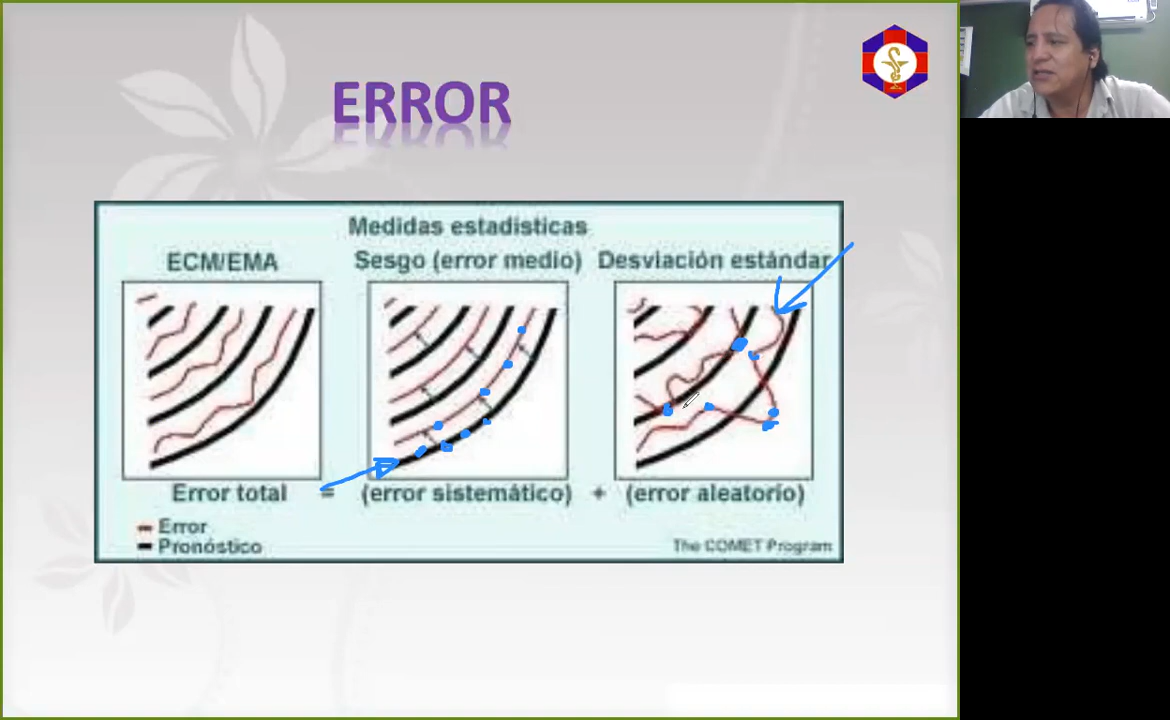 ERROR
Medidas estadísticas
ECM/EMA
Sesgo (error medio)
Desviación estándar
Error total = (error sistemático) + (error aleatorio)
Error
Pronóstico
The COMET Program